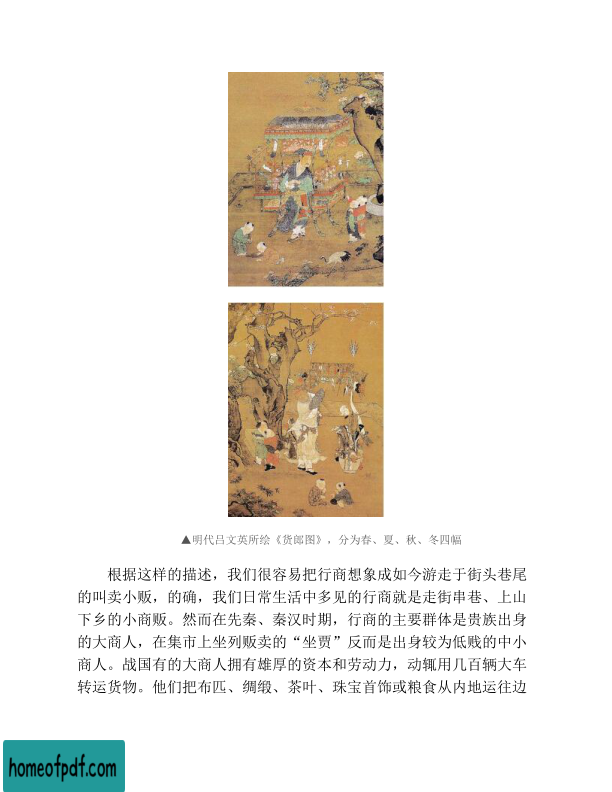 ▲明代吕文英所绘《货郎图》，分为春、夏、秋、冬四幅
根据这样的描述，我们很容易把行商想象成如今游走于街头巷尾
的叫卖小贩，的确，我们日常生活中多见的行商就是走街串巷、上山
下乡的小商贩。然而在先秦、秦汉时期，行商的主要群体是贵族出身
的大商人，在集市上坐列贩卖的“坐贾”反而是出身较为低贱的中小
商人。战国有的大商人拥有雄厚的资本和劳动力，动辄用几百辆大车
转运货物。他们把布匹、绸缎、茶叶、珠宝首饰或粮食从内地运往边
homeofpdf.com